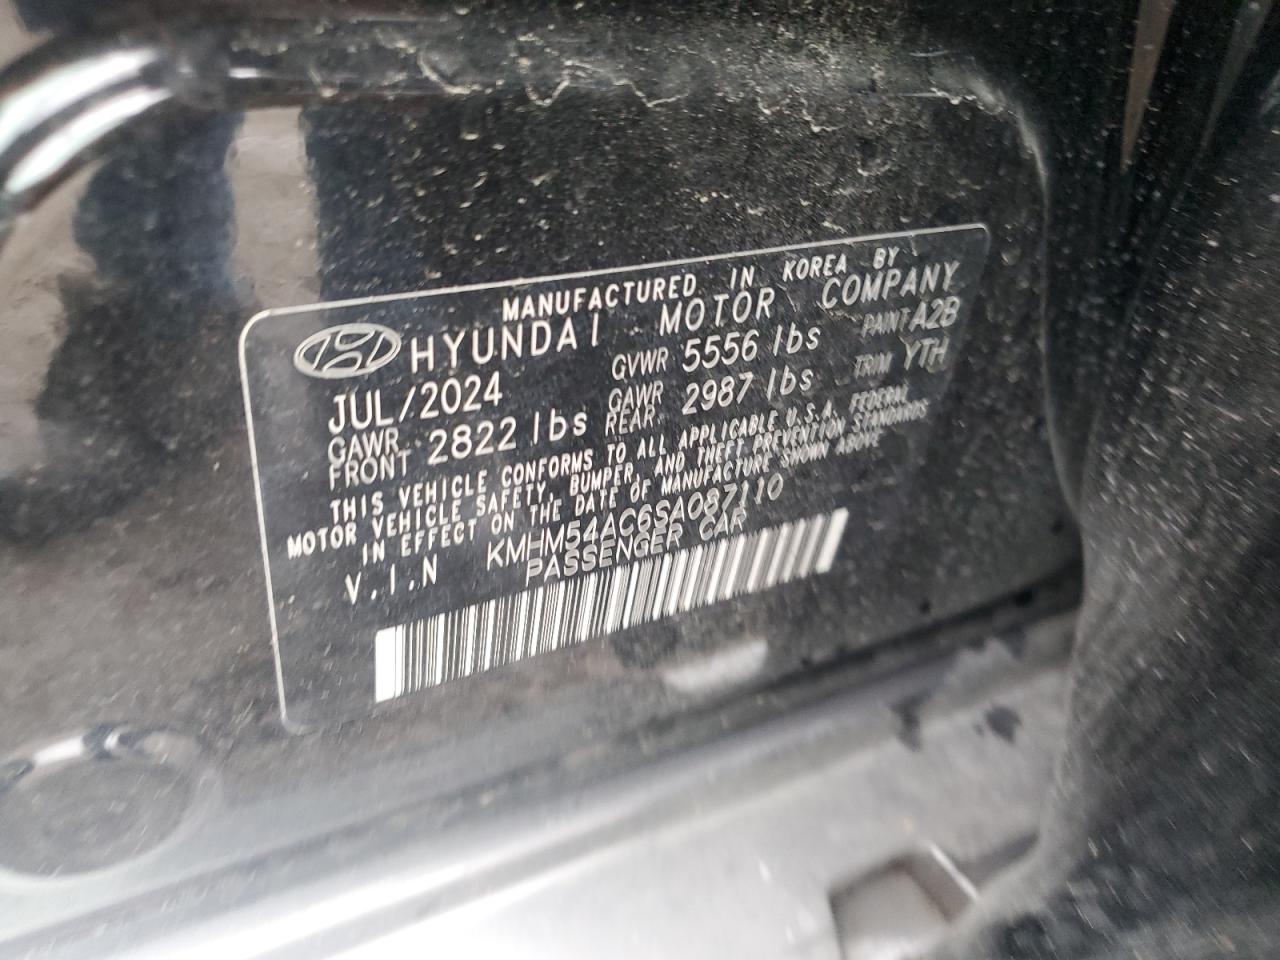 MANUFACTURED IN KOREA BY
HYUNDAI MOTOR COMPANY
JUL/2024 GVWR 5556 lbs PAINT A2B
GAWR FRONT 2822 lbs GAWR REAR 2987 lbs TRIM YTH
THIS VEHICLE CONFORMS TO ALL APPLICABLE U.S.A. FEDERAL
MOTOR VEHICLE SAFETY, BUMPER, AND THEFT PREVENTION STANDARDS
IN EFFECT ON THE DATE OF MANUFACTURE SHOWN ABOVE
V.I.N KMHM54AC6SA087110
PASSENGER CAR